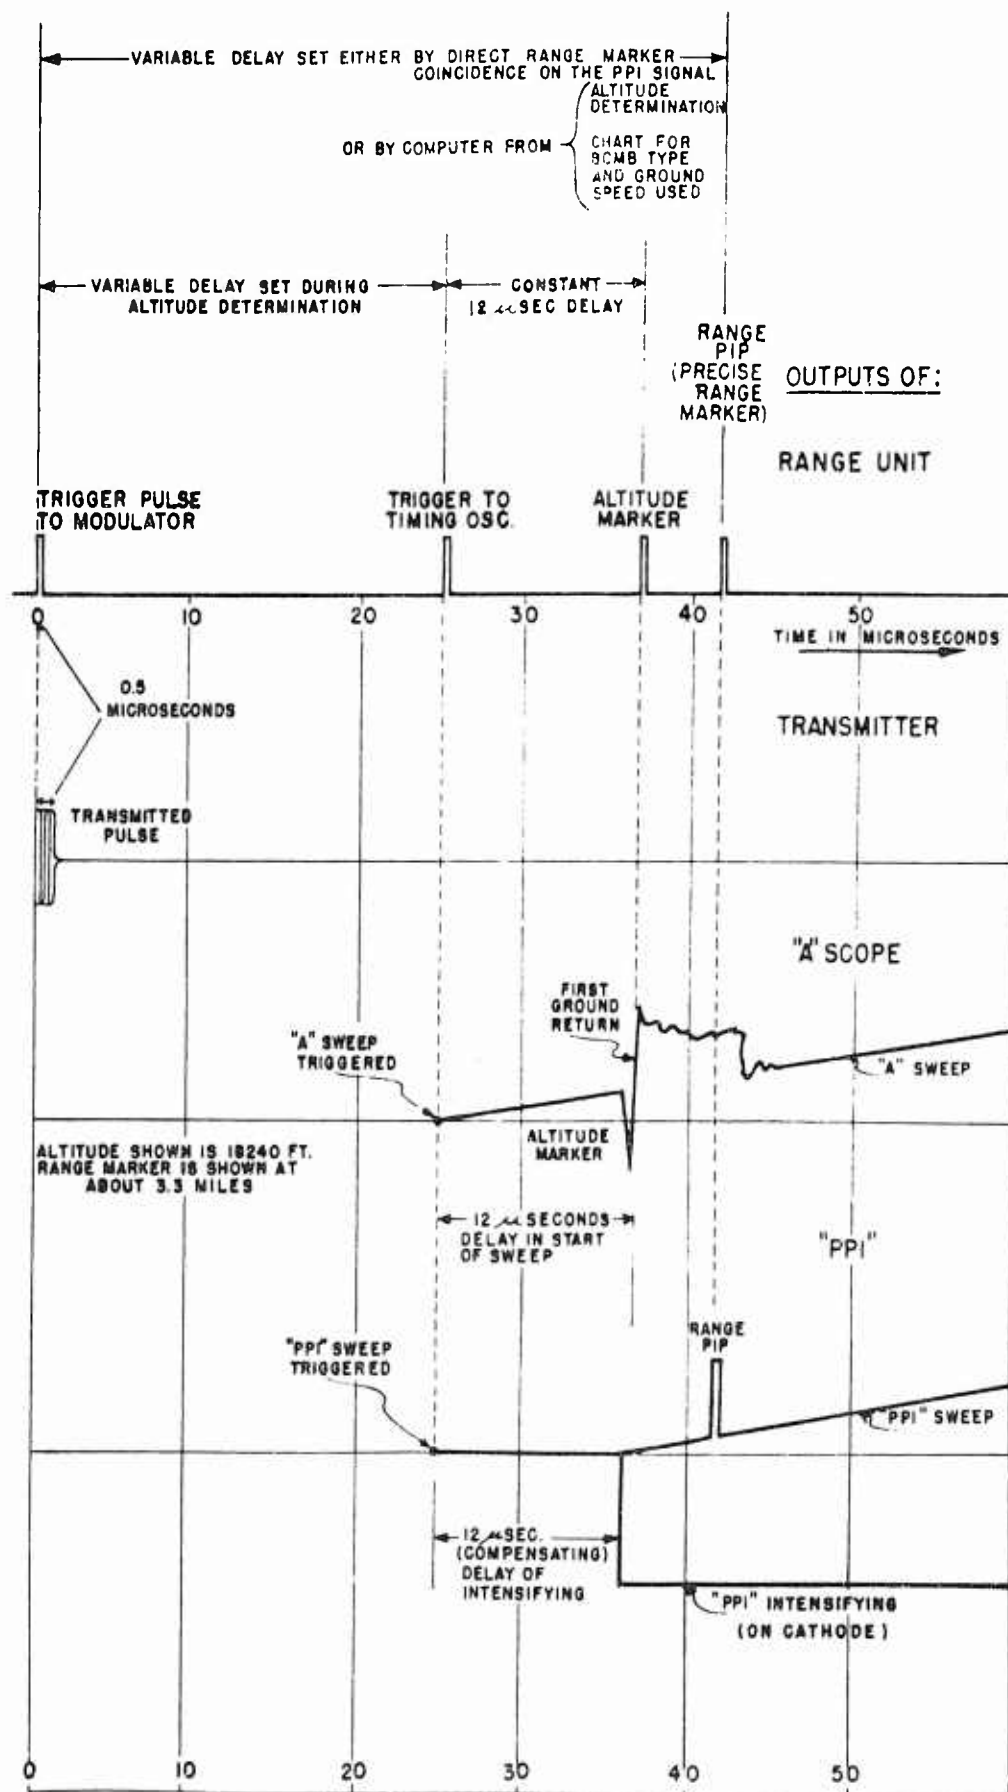 VARIABLE DELAY SET EITHER BY DIRECT RANGE MARKER
COINCIDENCE ON THE PPI SIGNAL
ALTITUDE
DETERMINATION
OR BY COMPUTER FROM
CHART FOR
BOMB TYPE
AND GROUND
SPEED USED
VARIABLE DELAY SET DURING
ALTITUDE DETERMINATION
CONSTANT
12 μSEC DELAY
RANGE
PIP
(PRECISE
RANGE
MARKER)
OUTPUTS OF:
RANGE UNIT
TRIGGER PULSE
TO MODULATOR
TRIGGER TO
TIMING OSC.
ALTITUDE
MARKER
0 10 20 30 40 50
TIME IN MICROSECONDS
0.5
MICROSECONDS
TRANSMITTER
TRANSMITTED
PULSE
"A" SCOPE
FIRST
GROUND
RETURN
"A" SWEEP
TRIGGERED
"A" SWEEP
ALTITUDE
MARKER
ALTITUDE SHOWN IS 18240 FT.
RANGE MARKER IS SHOWN AT
ABOUT 3.3 MILES
12 μ SECONDS
DELAY IN START
OF SWEEP
"PPI"
RANGE
PIP
"PPI" SWEEP
TRIGGERED
"PPI" SWEEP
12 μSEC.
(COMPENSATING)
DELAY OF
INTENSIFYING
"PPI" INTENSIFYING
(ON CATHODE)
0 10 20 30 40 50